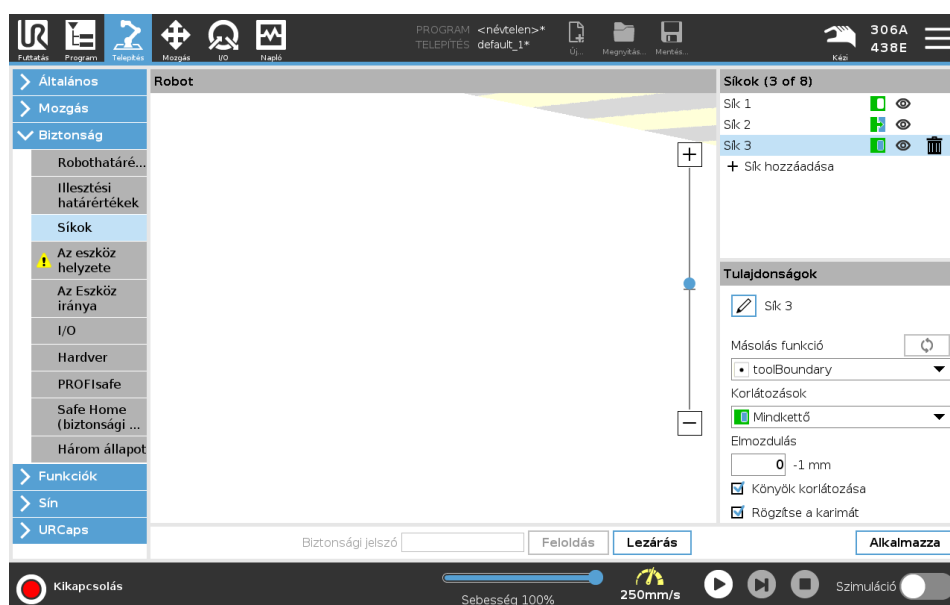 PROGRAM <névtelen>*
TELEPÍTÉS default_1*
Futtatás Program Telepítés Mozgás I/O Napló
Új... Megnyitás... Mentés...
Kézi
306A
438E
Általános
Mozgás
Biztonság
Robothatáré...
Illesztési
határértékek
Síkok
Az eszköz
helyzete
Az Eszköz
iránya
I/O
Hardver
PROFIsafe
Safe Home
(biztonsági ...
Három állapot
Funkciók
Sín
URCaps
Robot
Síkok (3 of 8)
Sík 1
Sík 2
Sík 3
+ Sík hozzáadása
Tulajdonságok
Sík 3
Másolás funkció
toolBoundary
Korlátozások
Mindkettő
Elmozdulás
0 -1 mm
Könyök korlátozása
Rögzítse a karimát
Biztonsági jelszó Feloldás Lezárás Alkalmazza
Kikapcsolás
Sebesség 100%
250mm/s
Szimuláció